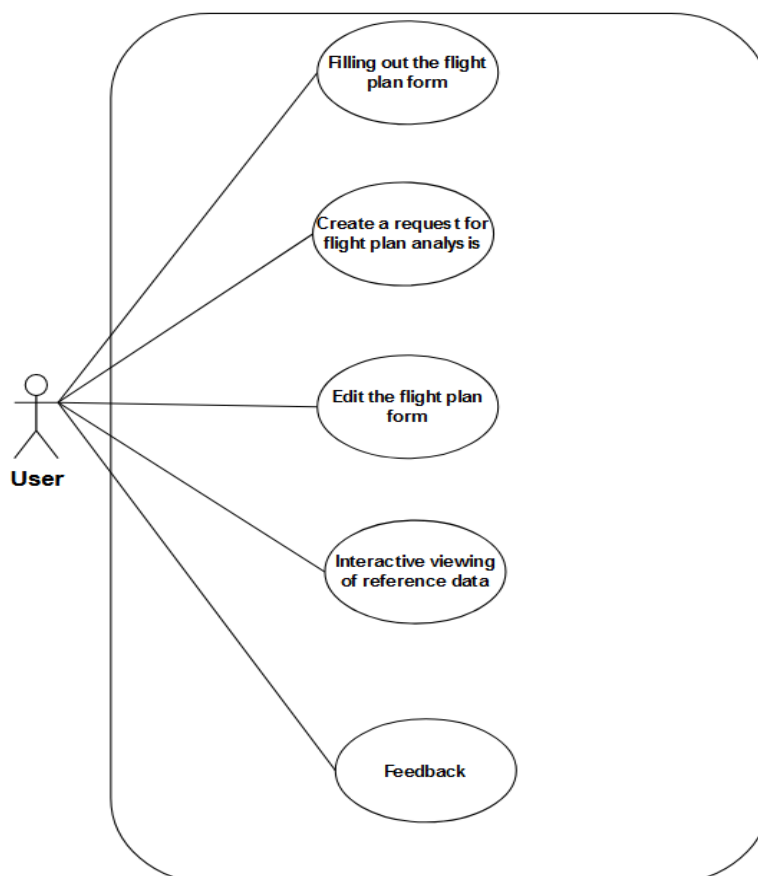 Filling out the flight
plan form
Create a request for
flight plan analysis
Edit the flight plan
form
User
Interactive viewing
of reference data
Feedback